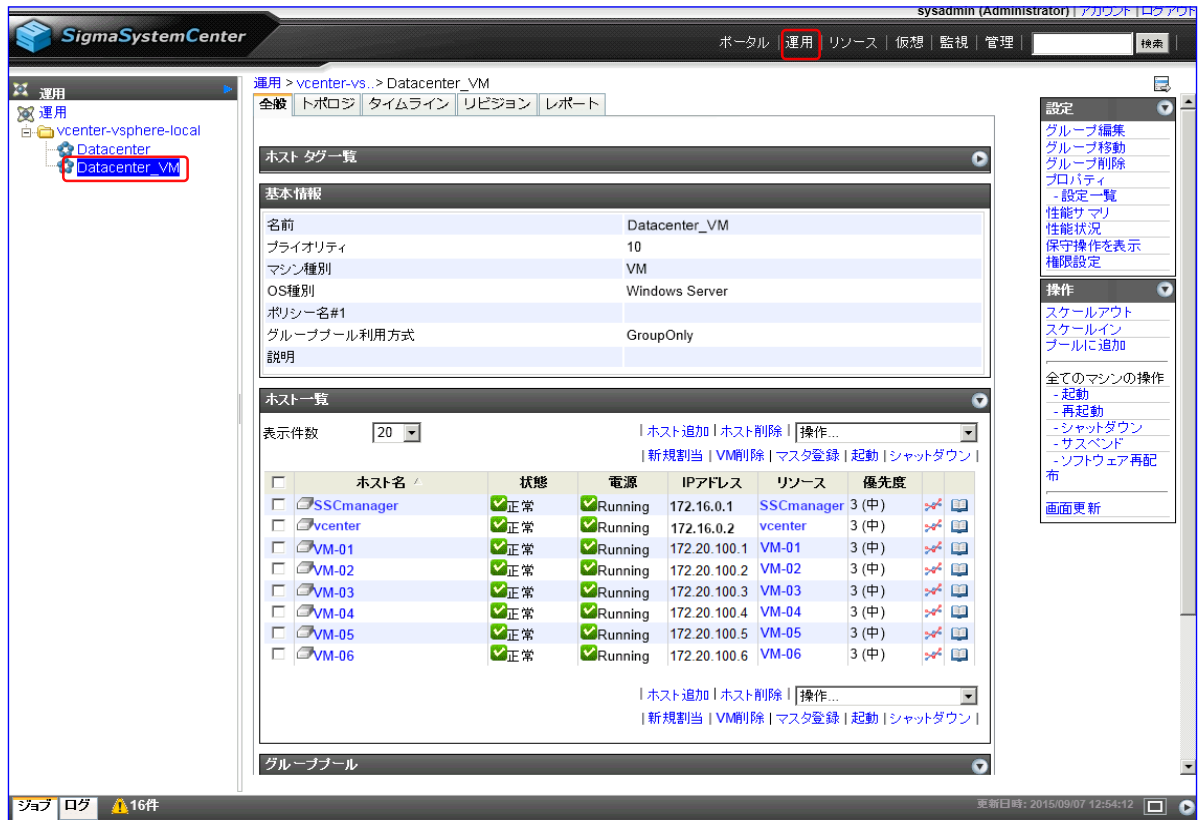 sysadmin (Administrator) | アカウント | ログアウト
SigmaSystemCenter
ポータル | 運用 | リソース | 仮想 | 監視 | 管理 | 検索
運用
運用
vcenter-vsphere-local
Datacenter
Datacenter_VM
運用 > vcenter-vs..> Datacenter_VM
全般 トポロジ タイムライン リビジョン レポート
ホスト タグ一覧
基本情報
名前 Datacenter_VM
プライオリティ 10
マシン種別 VM
OS種別 Windows Server
ポリシー名#1
グループプール利用方式 GroupOnly
説明
ホスト一覧
表示件数 20 | ホスト追加 | ホスト削除 | 操作...
| 新規割当 | VM削除 | マスタ登録 | 起動 | シャットダウン |
ホスト名 状態 電源 IPアドレス リソース 優先度
SSCmanager 正常 Running 172.16.0.1 SSCmanager 3 (中)
vcenter 正常 Running 172.16.0.2 vcenter 3 (中)
VM-01 正常 Running 172.20.100.1 VM-01 3 (中)
VM-02 正常 Running 172.20.100.2 VM-02 3 (中)
VM-03 正常 Running 172.20.100.3 VM-03 3 (中)
VM-04 正常 Running 172.20.100.4 VM-04 3 (中)
VM-05 正常 Running 172.20.100.5 VM-05 3 (中)
VM-06 正常 Running 172.20.100.6 VM-06 3 (中)
| ホスト追加 | ホスト削除 | 操作...
| 新規割当 | VM削除 | マスタ登録 | 起動 | シャットダウン |
グループプール
設定
グループ編集
グループ移動
グループ削除
プロパティ
- 設定一覧
性能サマリ
性能状況
保守操作を表示
権限設定
操作
スケールアウト
スケールイン
プールに追加
全てのマシンの操作
- 起動
- 再起動
- シャットダウン
- サスペンド
- ソフトウェア再配
布
画面更新
ジョブ ログ 16件
更新日時: 2015/09/07 12:54:12